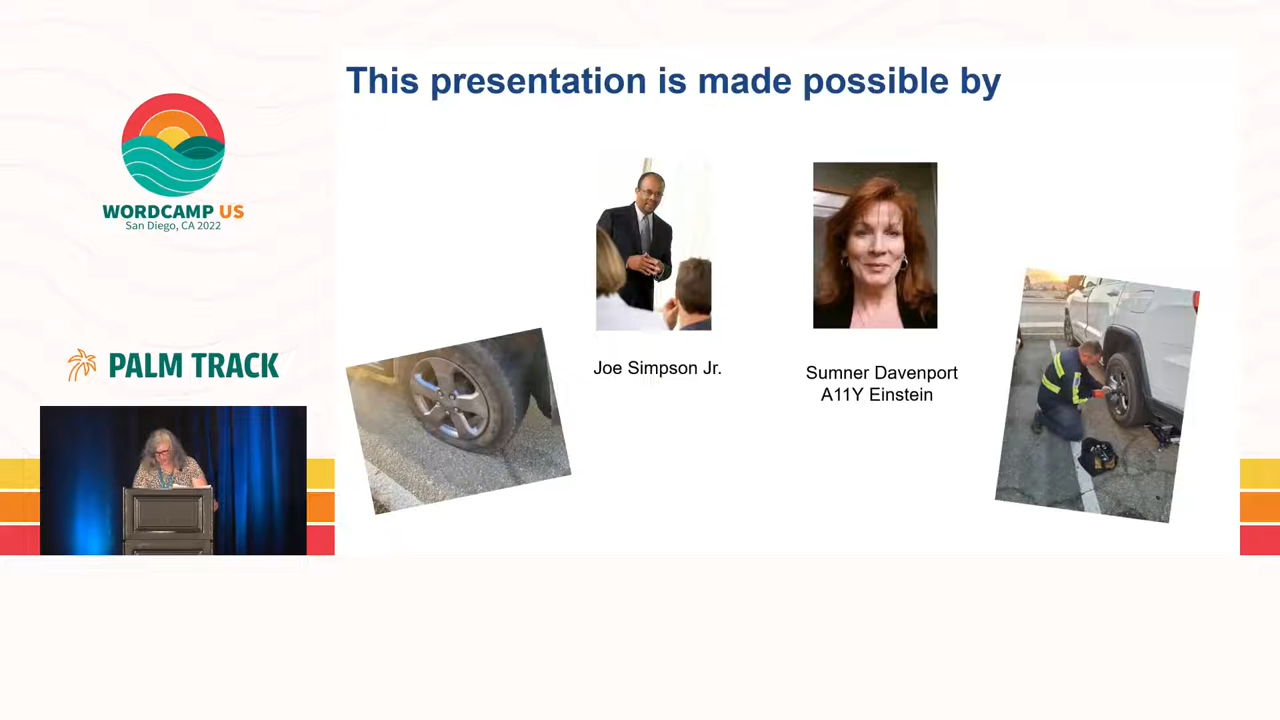 This presentation is made possible by
WORDCAMP US
San Diego, CA 2022
PALM TRACK
Joe Simpson Jr.
Sumner Davenport
A11Y Einstein